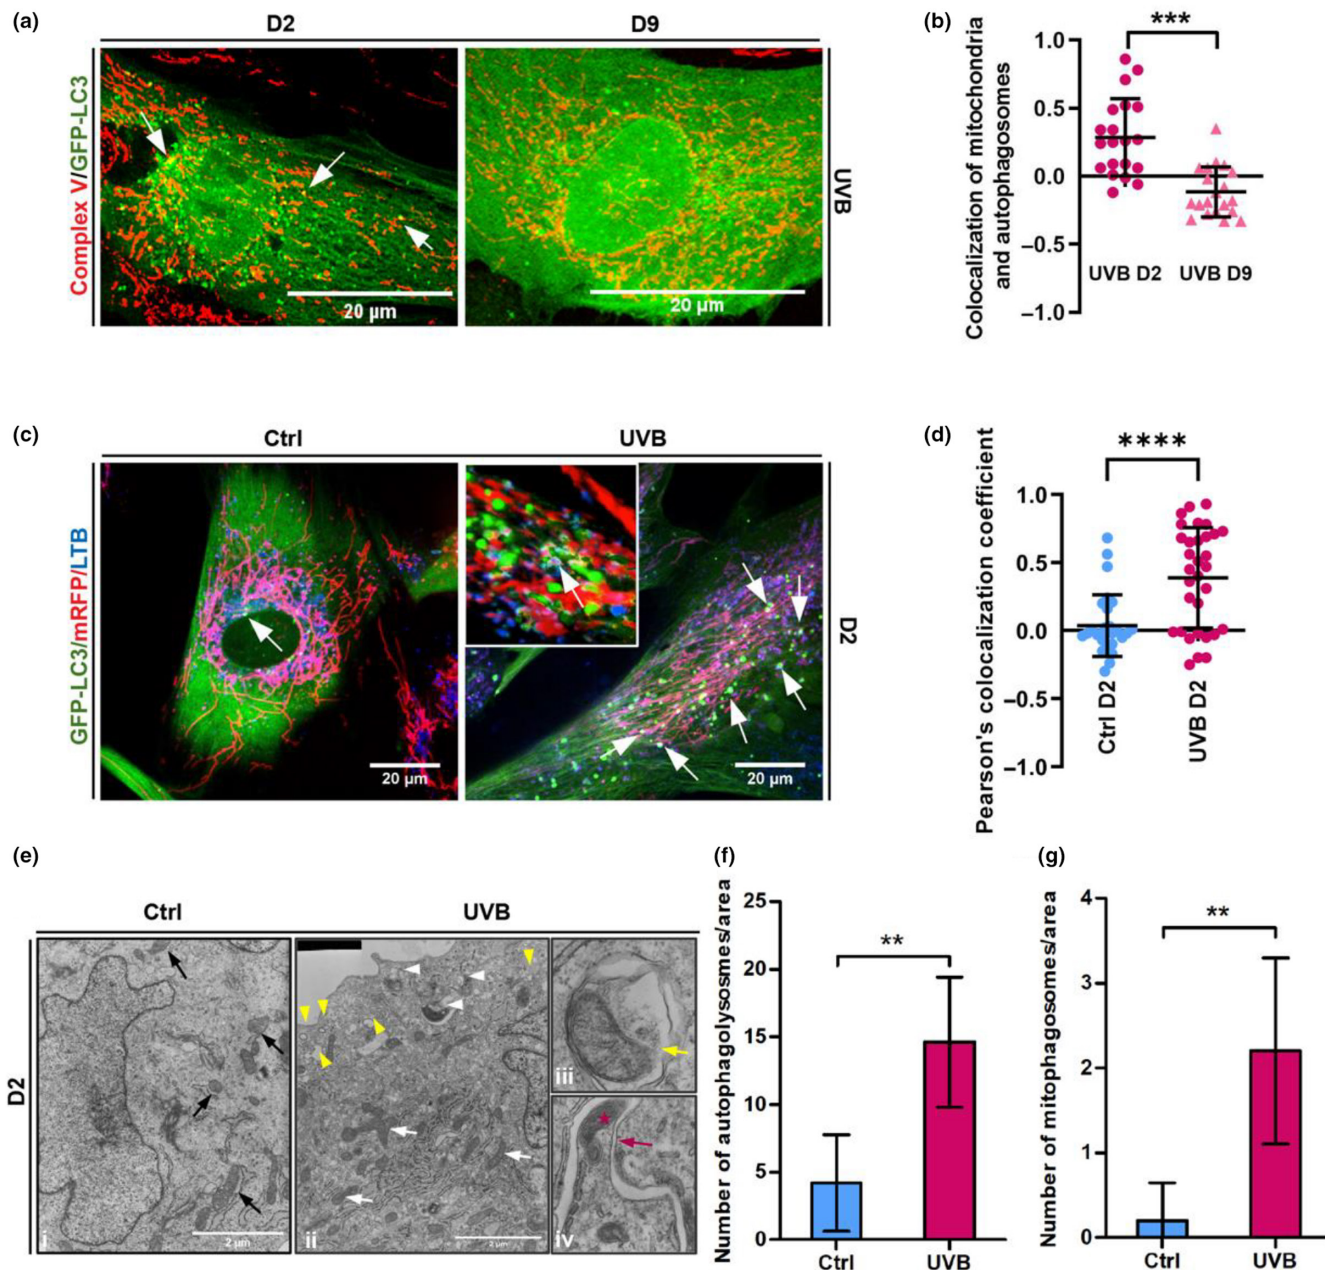 (a)
D2
D9
Complex V/GFP-LC3
20 µm
20 µm
UVB
(b)
***
Colocalization of mitochondria
and autophagosomes
1.0
0.5
0.0
−0.5
−1.0
UVB D2
UVB D9
(c)
Ctrl
UVB
GFP-LC3/mRFP/LTB
20 µm
20 µm
D2
(d)
****
Pearson's colocalization coefficient
1.0
0.5
0.0
−0.5
−1.0
Ctrl D2
UVB D2
(e)
Ctrl
UVB
D2
i
2 µm
ii
2 µm
iii
iv
(f)
**
Number of autophagolysosmes/area
25
20
15
10
5
0
Ctrl
UVB
(g)
**
Number of mitophagosomes/area
4
3
2
1
0
Ctrl
UVB